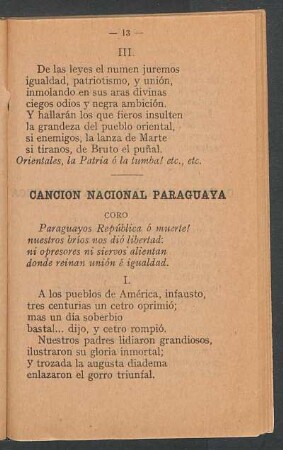 — 13 —
III.
De las leyes el numen juremos
igualdad, patriotismo, y unión,
inmolando en sus aras divinas
ciegos odios y negra ambición.
Y hallarán los que fieros insulten
la grandeza del pueblo oriental,
si enemigos, la lanza de Marte
si tiranos, de Bruto el puñal.
Orientales, la Patria ó la tumba! etc., etc.
CANCION NACIONAL PARAGUAYA
CORO
Paraguayos República ó muerte!
nuestros brios nos dió libertad:
ni opresores ni siervos alientan
donde reinan unión é igualdad.
I.
A los pueblos de América, infausto,
tres centurias un cetro oprimió;
mas un día soberbio
basta!... dijo, y cetro rompió.
Nuestros padres lidiaron grandiosos,
ilustraron su gloria inmortal;
y trozada la augusta diadema
enlazaron el gorro triunfal.